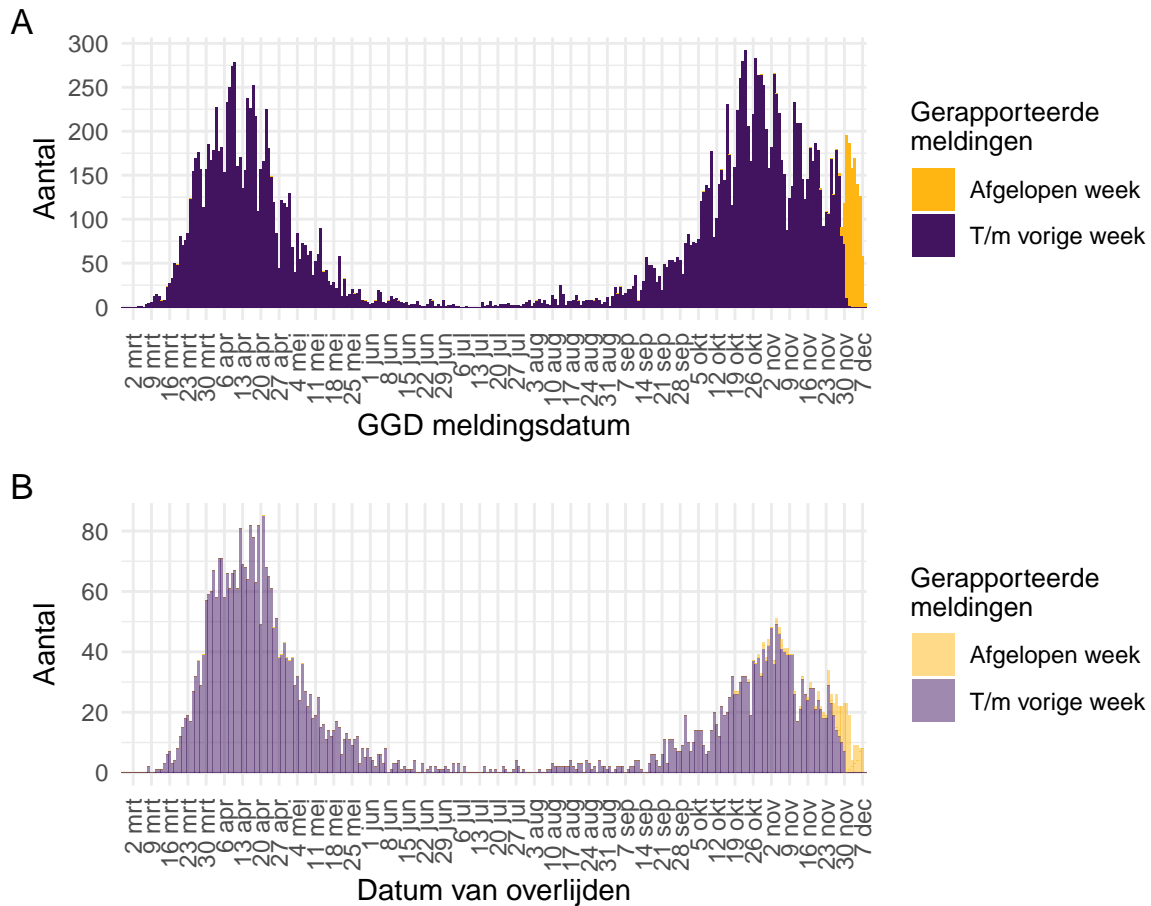 A
300
250
200
150
100
50
0
Aantal
2 mrt
9 mrt
16 mrt
23 mrt
30 mrt
6 apr
13 apr
20 apr
27 apr
4 mei
11 mei
18 mei
25 mei
1 jun
8 jun
15 jun
22 jun
29 jun
6 jul
13 jul
20 jul
27 jul
3 aug
10 aug
17 aug
24 aug
31 aug
7 sep
14 sep
21 sep
28 sep
5 okt
12 okt
19 okt
26 okt
2 nov
9 nov
16 nov
23 nov
30 nov
7 dec
GGD meldingsdatum
Gerapporteerde
meldingen
Afgelopen week
T/m vorige week
B
80
60
40
20
0
Aantal
2 mrt
9 mrt
16 mrt
23 mrt
30 mrt
6 apr
13 apr
20 apr
27 apr
4 mei
11 mei
18 mei
25 mei
1 jun
8 jun
15 jun
22 jun
29 jun
6 jul
13 jul
20 jul
27 jul
3 aug
10 aug
17 aug
24 aug
31 aug
7 sep
14 sep
21 sep
28 sep
5 okt
12 okt
19 okt
26 okt
2 nov
9 nov
16 nov
23 nov
30 nov
7 dec
Datum van overlijden
Gerapporteerde
meldingen
Afgelopen week
T/m vorige week